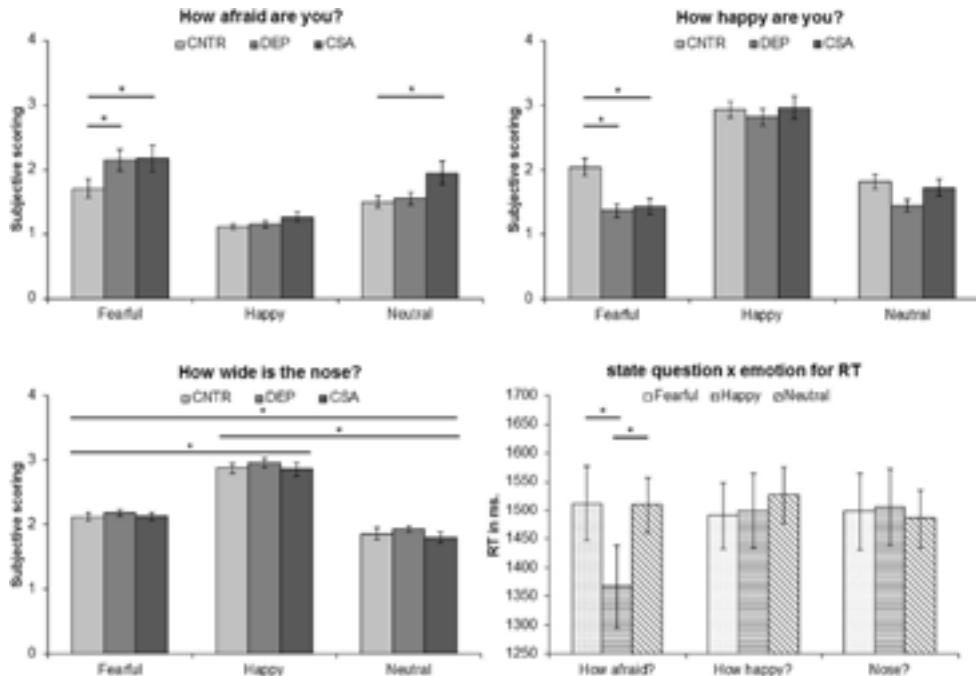 How afraid are you?
CNTR DEP CSA
Subjective scoring
4
3
2
1
0
* * *
Fearful Happy Neutral
How happy are you?
CNTR DEP CSA
Subjective scoring
4
3
2
1
0
* *
Fearful Happy Neutral
How wide is the nose?
CNTR DEP CSA
Subjective scoring
4
3
2
1
0
* * *
Fearful Happy Neutral
state question x emotion for RT
Fearful Happy Neutral
RT in ms.
1700
1650
1600
1550
1500
1450
1400
1350
1300
1250
* *
How afraid? How happy? Nose?